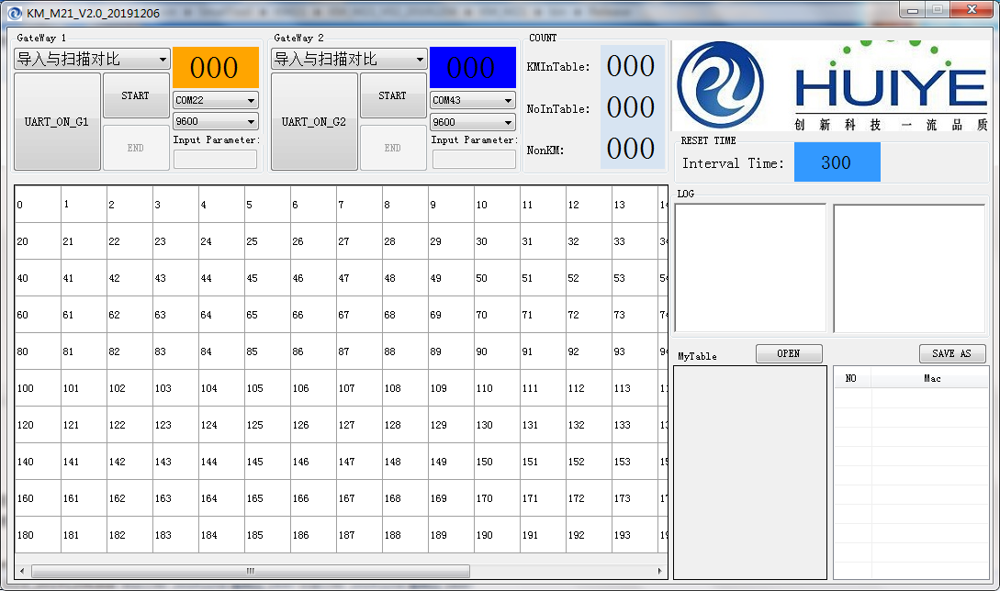 KM_M21_V2.0_20191206
GateWay 1
导入与扫描对比
000
UART_ON_G1
START
END
COM22
9600
Input Parameter:
GateWay 2
导入与扫描对比
000
UART_ON_G2
START
END
COM43
9600
Input Parameter:
COUNT
KMInTable: 000
NoInTable: 000
NonKM: 000
HUIYE
创新科技 一流品质
RESET TIME
Interval Time: 300
LOG
0 1 2 3 4 5 6 7 8 9 10 11 12 13
20 21 22 23 24 25 26 27 28 29 30 31 32 33
40 41 42 43 44 45 46 47 48 49 50 51 52 53
60 61 62 63 64 65 66 67 68 69 70 71 72 73
80 81 82 83 84 85 86 87 88 89 90 91 92 93
100 101 102 103 104 105 106 107 108 109 110 111 112 113
120 121 122 123 124 125 126 127 128 129 130 131 132 133
140 141 142 143 144 145 146 147 148 149 150 151 152 153
160 161 162 163 164 165 166 167 168 169 170 171 172 173
180 181 182 183 184 185 186 187 188 189 190 191 192 193
MyTable
OPEN
SAVE AS
NO Mac